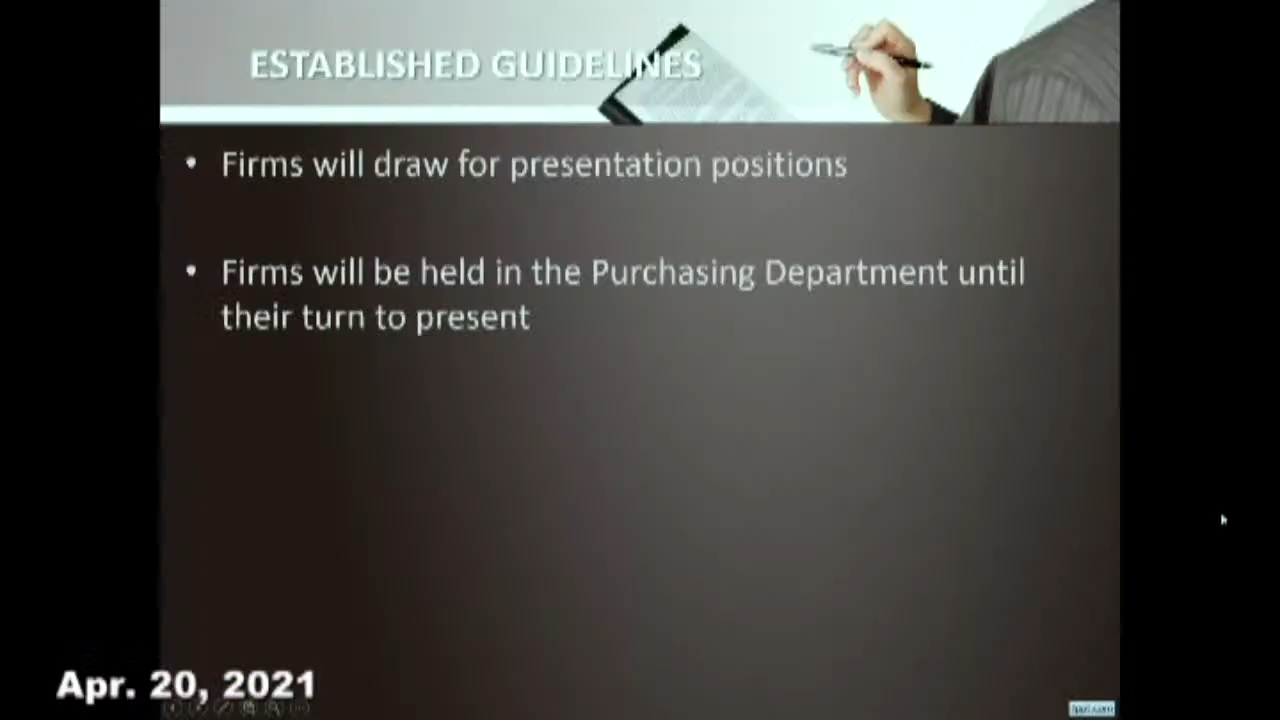 ESTABLISHED GUIDELINES
• Firms will draw for presentation positions
• Firms will be held in the Purchasing Department until
their turn to present
Apr. 20, 2021